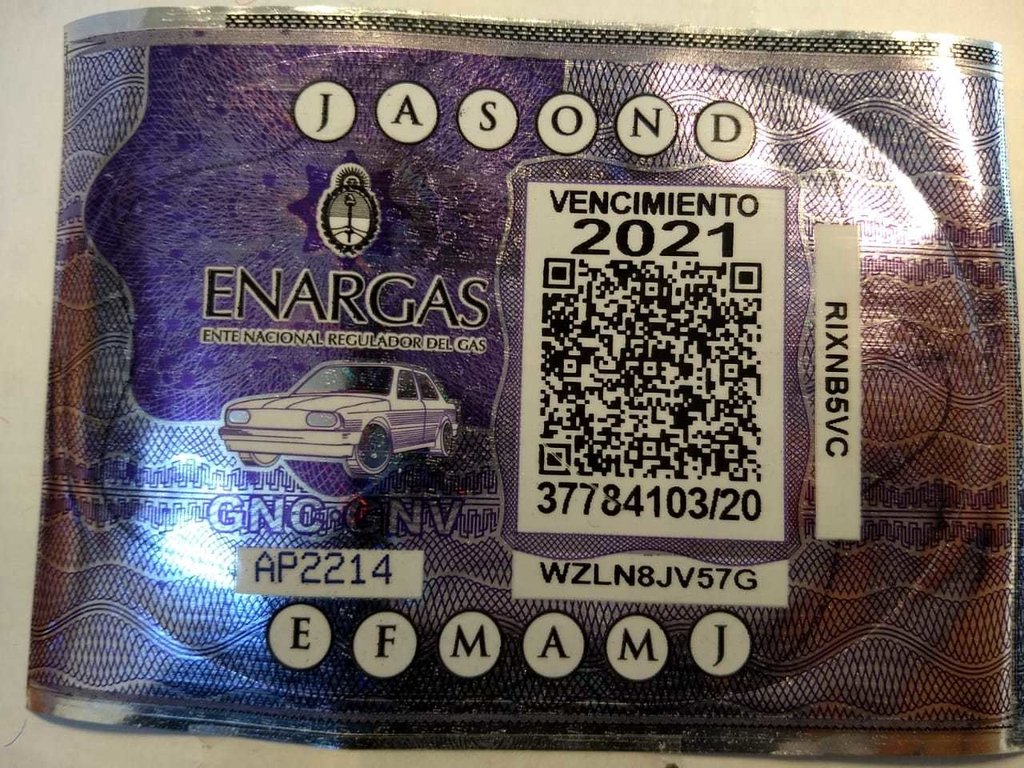 J A S O N D
ENARGAS
ENTE NACIONAL REGULADOR DEL GAS
VENCIMIENTO
2021
37784103/20
RIXNB5VC
GNC GNV
AP2214
WZLN8JV57G
E F M A M J